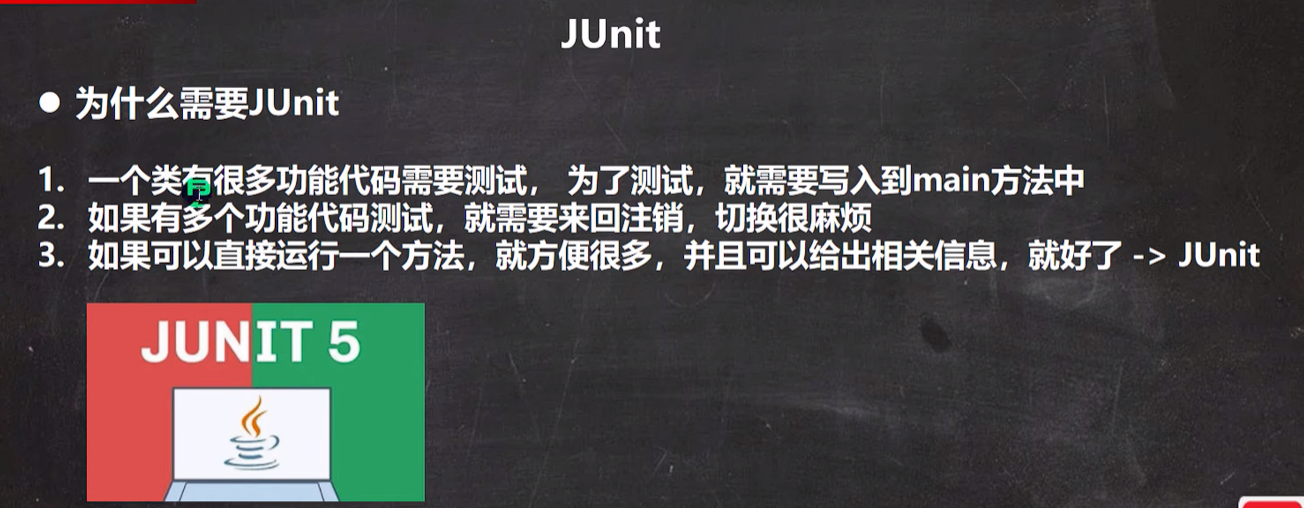 JUnit
● 为什么需要JUnit
1. 一个类有很多功能代码需要测试， 为了测试，就需要写入到main方法中
2. 如果有多个功能代码测试，就需要来回注销，切换很麻烦
3. 如果可以直接运行一个方法，就方便很多，并且可以给出相关信息，就好了 -> JUnit
JUNIT 5